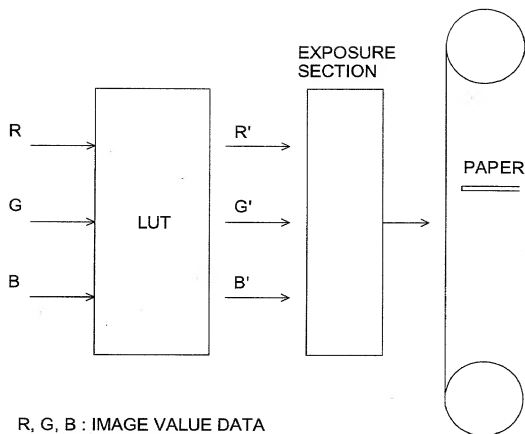 EXPOSURE
SECTION
R
R'
PAPER
G
LUT
G'
B
B'
R, G, B : IMAGE VALUE DATA